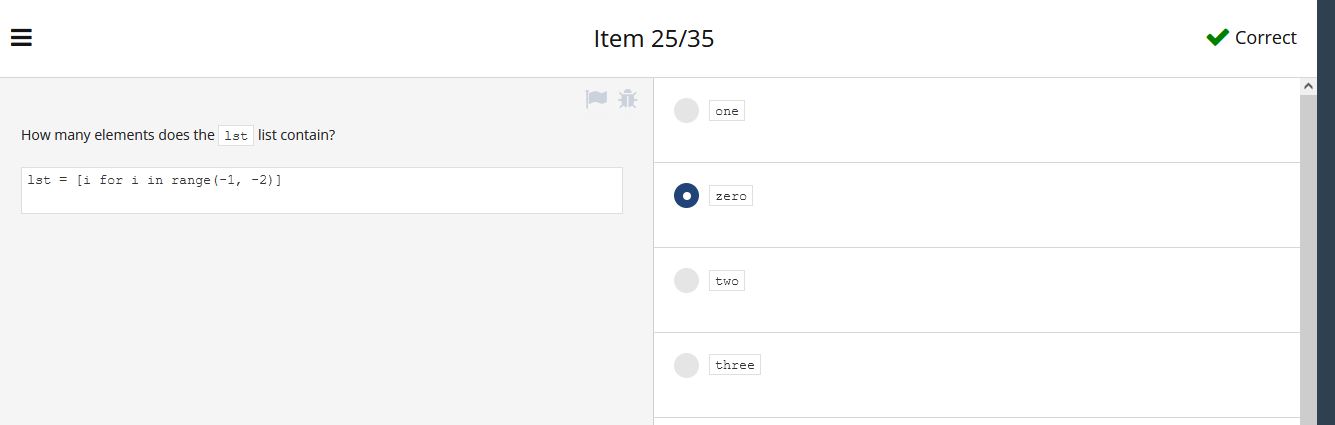 Item 25/35
Correct
How many elements does the lst list contain?
lst = [i for i in range(-1, -2)]
one
zero
two
three